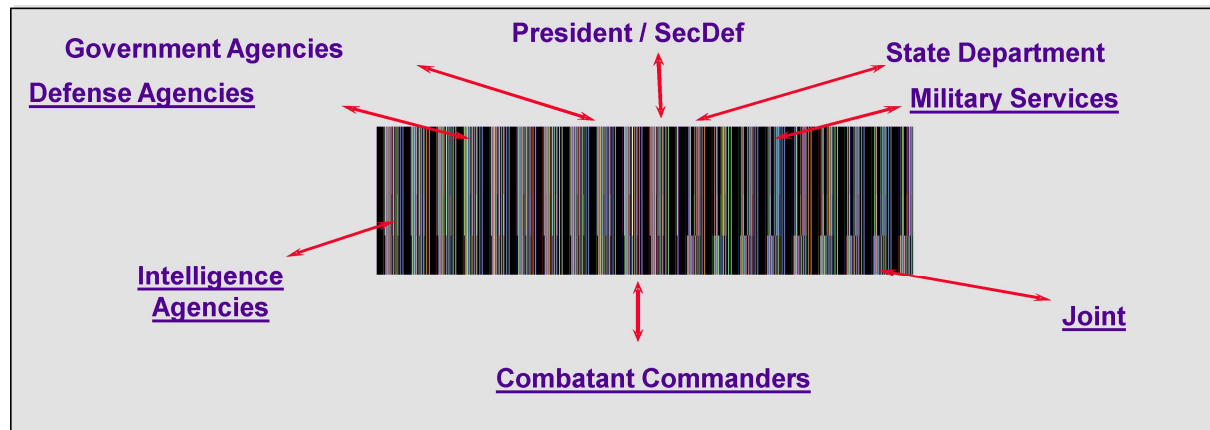 President / SecDef
Government Agencies
State Department
Defense Agencies
Military Services
Intelligence
Agencies
Joint
Combatant Commanders